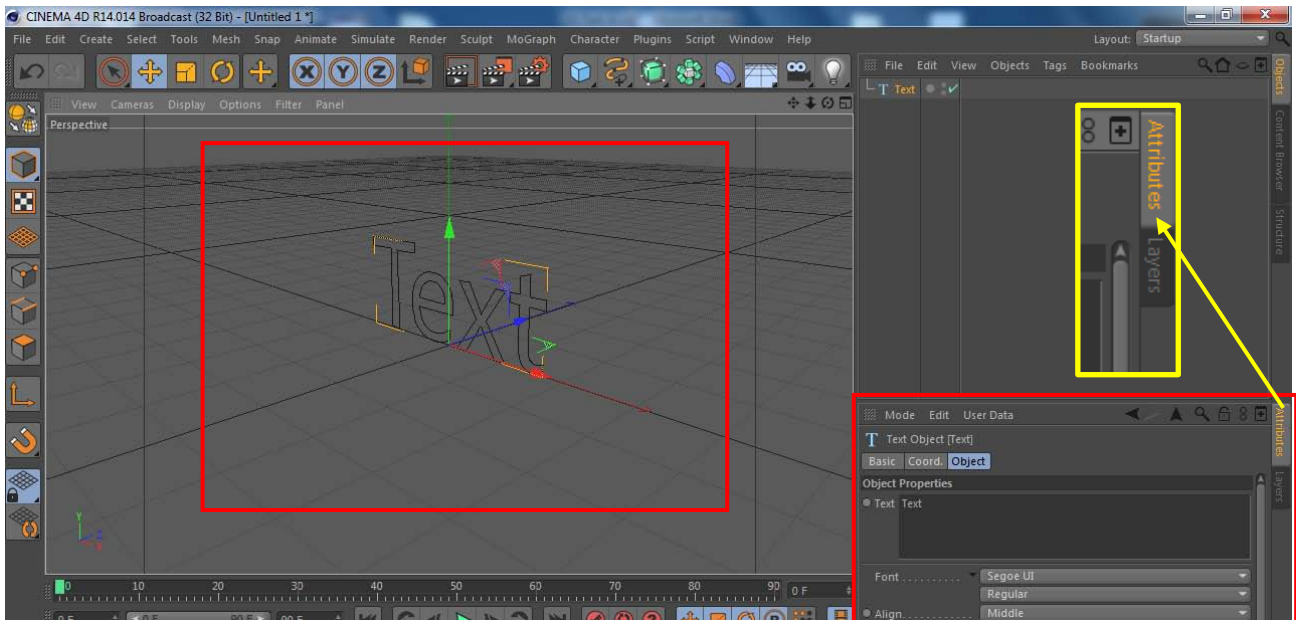 CINEMA 4D R14.014 Broadcast (32 Bit) - [Untitled 1 *]
File Edit Create Select Tools Mesh Snap Animate Simulate Render Sculpt MoGraph Character Plugins Script Window Help
Layout: Startup
X Y Z
File Edit View Objects Tags Bookmarks
Objects
Content Browser
Structure
T Text
View Cameras Display Options Filter Panel
Perspective
Attributes
Layers
Text
Y
Z
X
Mode Edit User Data
Attributes
Layers
T Text Object [Text]
Basic Coord. Object
Object Properties
Text Text
Font . . . . . . . . . . Segoe UI
Regular
Align . . . . . . . . . . Middle
0 10 20 30 40 50 60 70 80 90 0 F
0 F 0 F 90 F 90 F